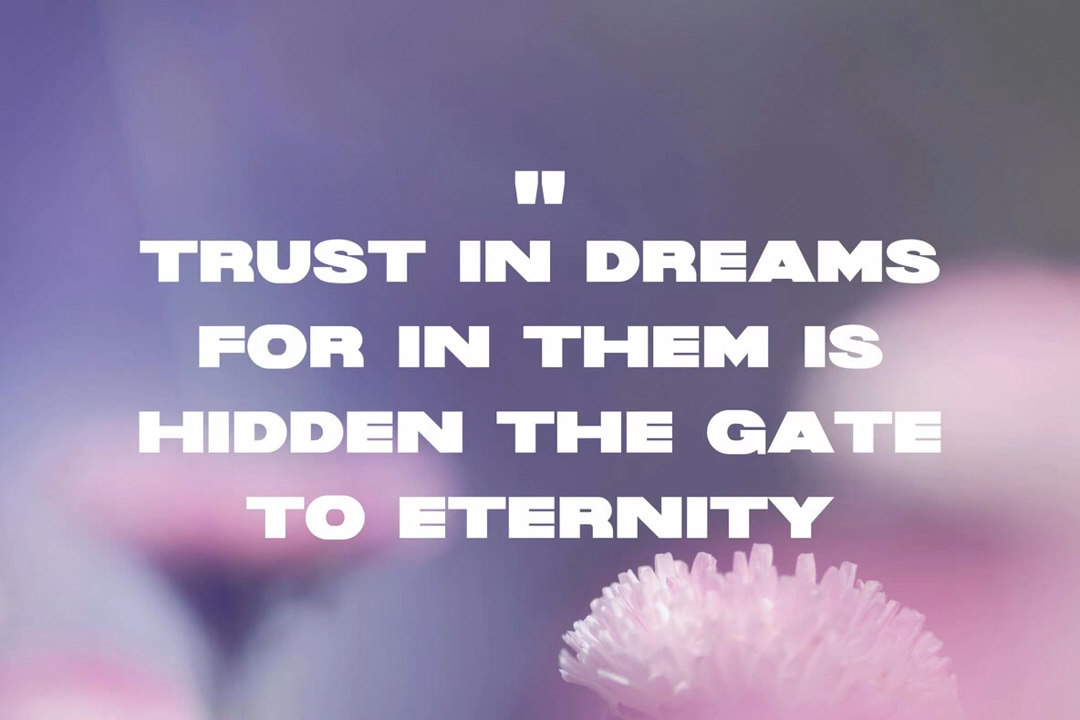 "
TRUST IN DREAMS
FOR IN THEM IS
HIDDEN THE GATE
TO ETERNITY